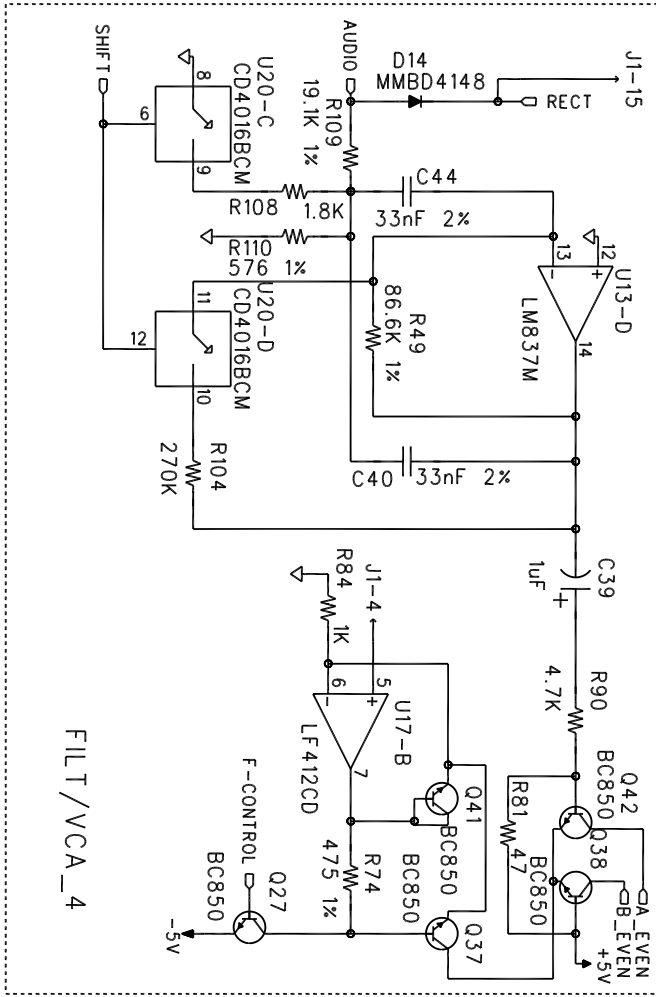 SHIFT
AUDIO
RECT
J1-15
D14
MMBD4148
U20-C
CD4016BCM
8
6
9
R109
19.1K 1%
R108 1.8K
R110
576 1%
C44
33nF 2%
U20-D
CD4016BCM
11
12
10
R49
86.6K 1%
13
12
-
+
U13-D
LM837M
14
R104
270K
C40
33nF 2%
C39
1uF
+
R90
4.7K
R84
1K
J1-4
6
5
-
+
U17-B
LF412CD
7
Q41
BC850
R74
475 1%
Q37
BC850
Q27
BC850
F-CONTROL
-5V
Q42
BC850
R81
47
Q38
BC850
A_EVEN
B_EVEN
+5V
FILT/VCA_4